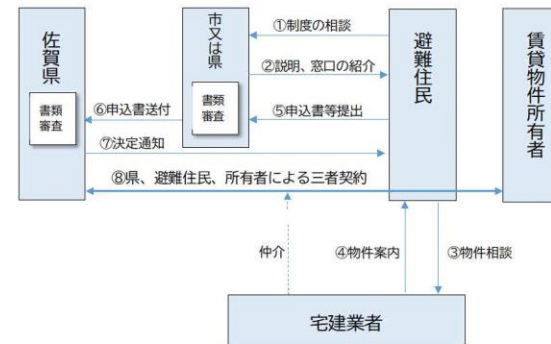 佐賀県
書類
審査
市又は県
書類
審査
避難住民
賃貸物件所有者
①制度の相談
②説明、窓口の紹介
⑤申込書等提出
⑥申込書送付
⑦決定通知
⑧県、避難住民、所有者による三者契約
仲介
④物件案内
③物件相談
宅建業者